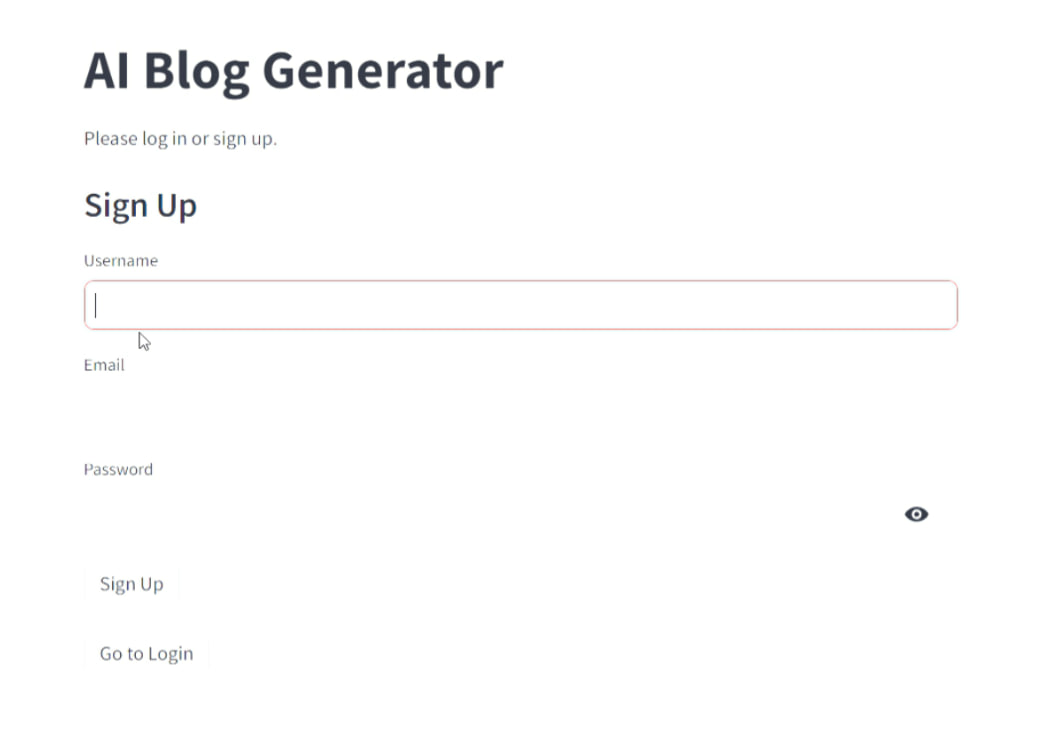 AI Blog Generator
Please log in or sign up.
Sign Up
Username
Email
Password
Sign Up
Go to Login